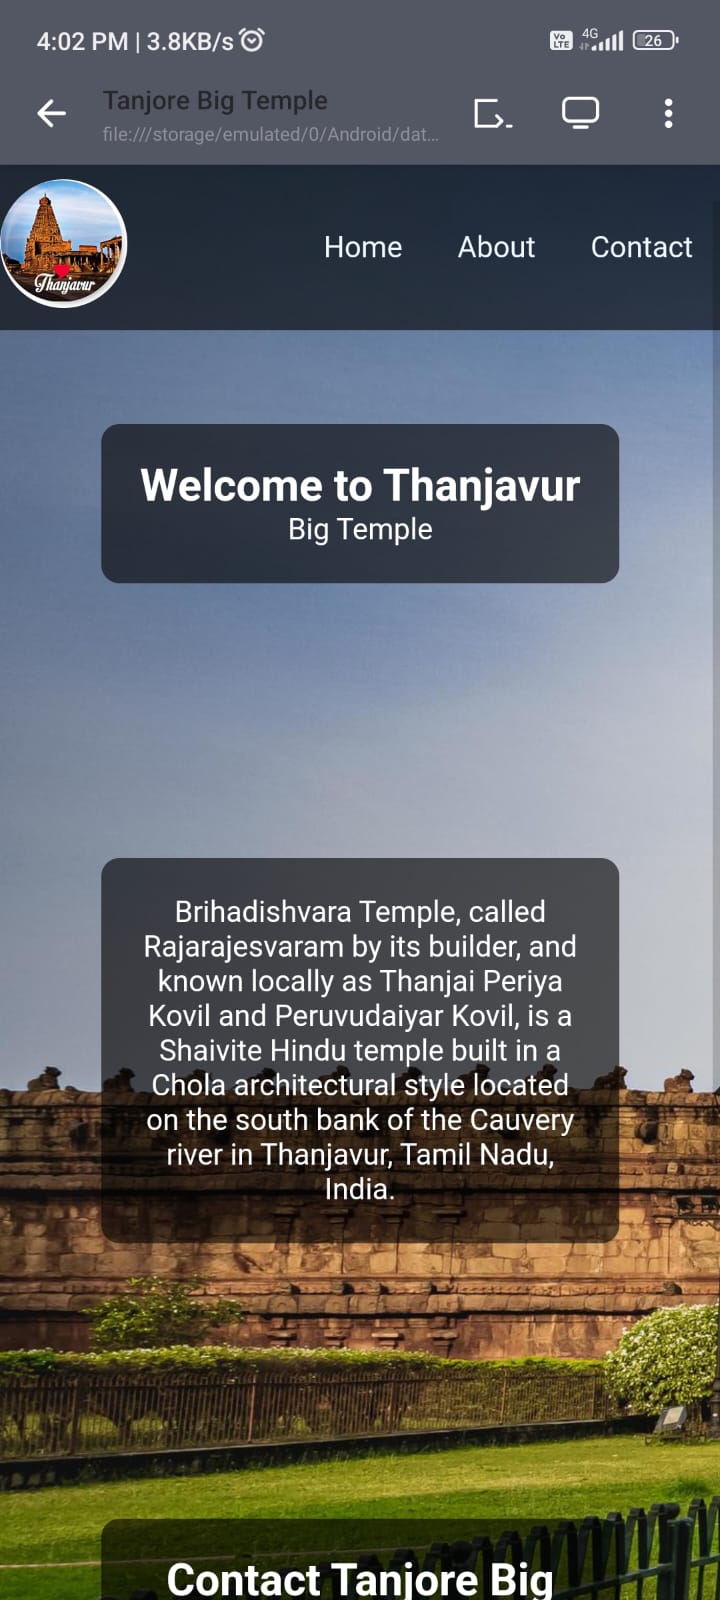 4:02 PM | 3.8KB/s
Vo LTE 4G 26
Tanjore Big Temple
file:///storage/emulated/0/Android/dat...
Thanjavur
Home About Contact
Welcome to Thanjavur
Big Temple
Brihadishvara Temple, called
Rajarajesvaram by its builder, and
known locally as Thanjai Periya
Kovil and Peruvudaiyar Kovil, is a
Shaivite Hindu temple built in a
Chola architectural style located
on the south bank of the Cauvery
river in Thanjavur, Tamil Nadu,
India.
Contact Tanjore Big